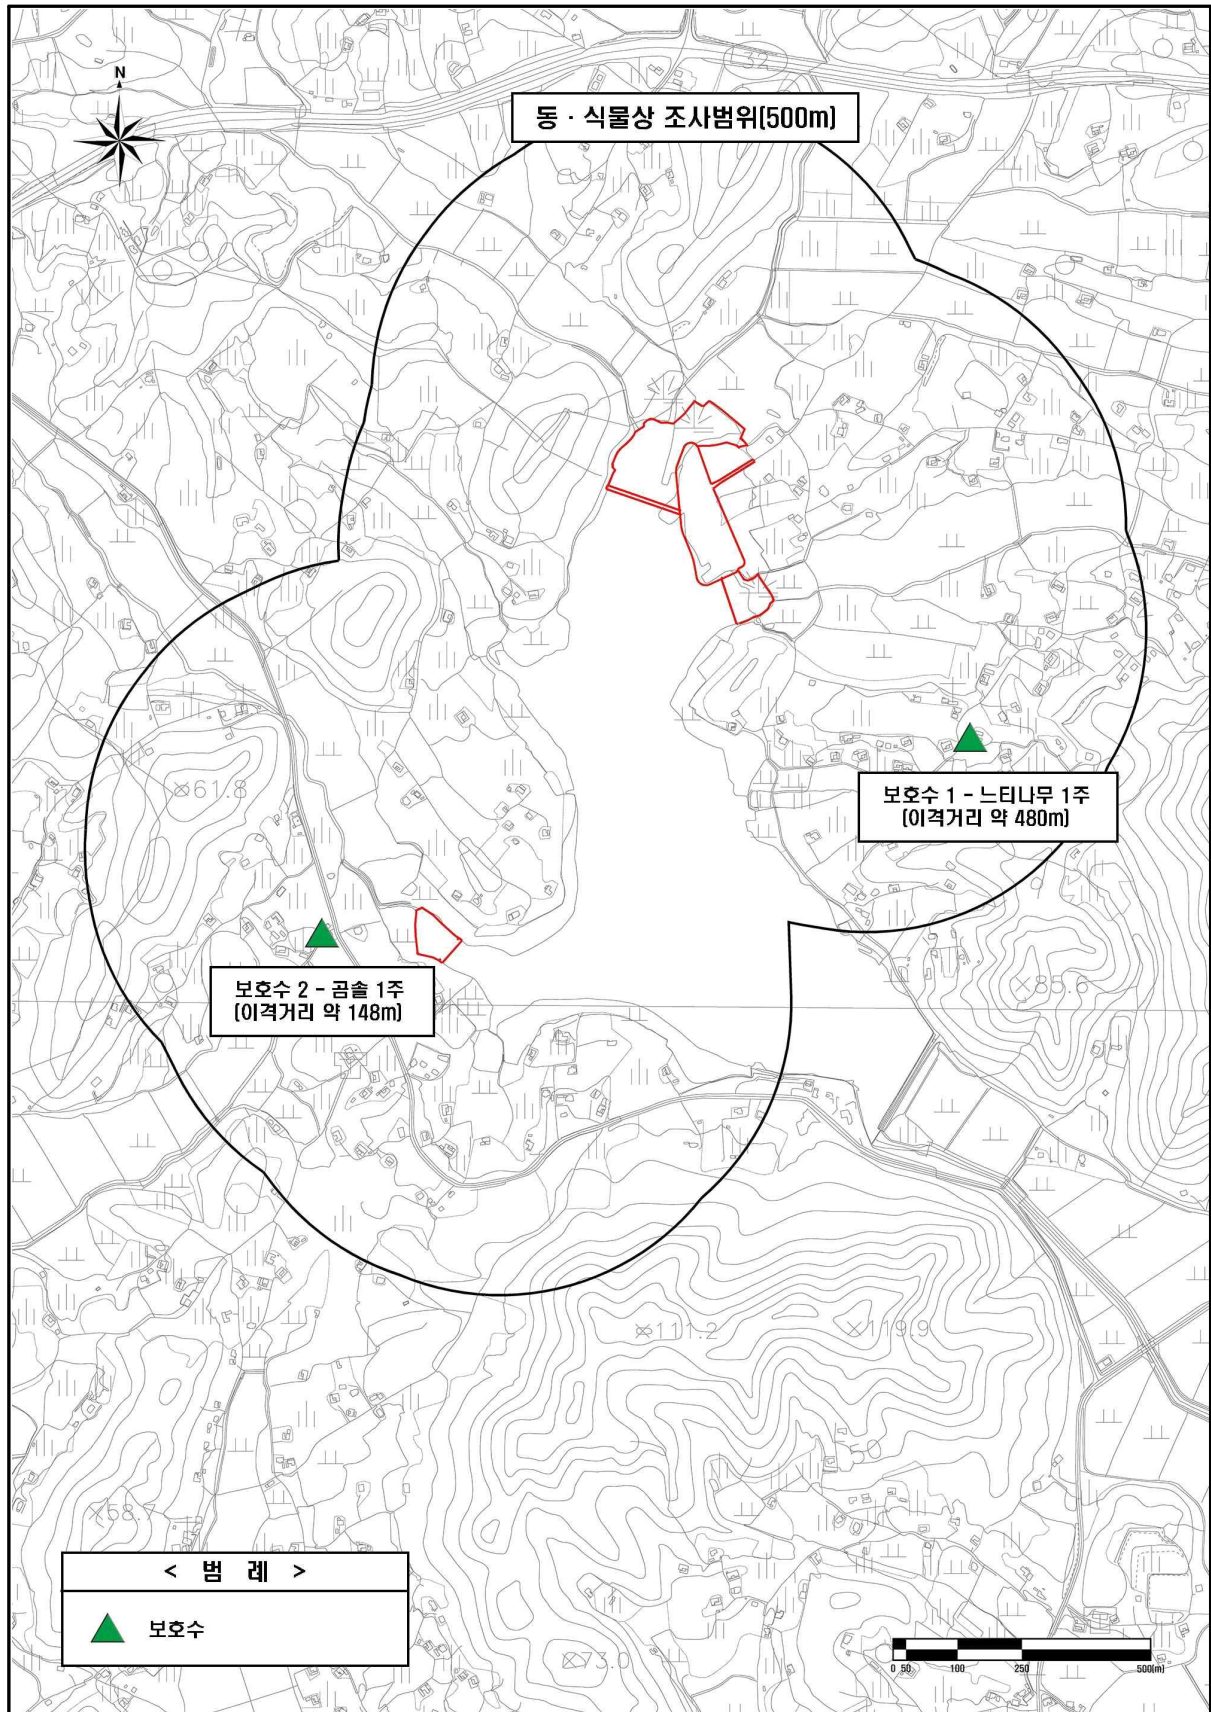 N
132
동 · 식물상 조사범위(500m)
61.8
보호수 1 - 느티나무 1주
(이격거리 약 480m)
보호수 2 - 곰솔 1주
(이격거리 약 148m)
85.6
111.2
119.9
< 범 례 >
보호수
73.0
0 50 100 250 500(m)